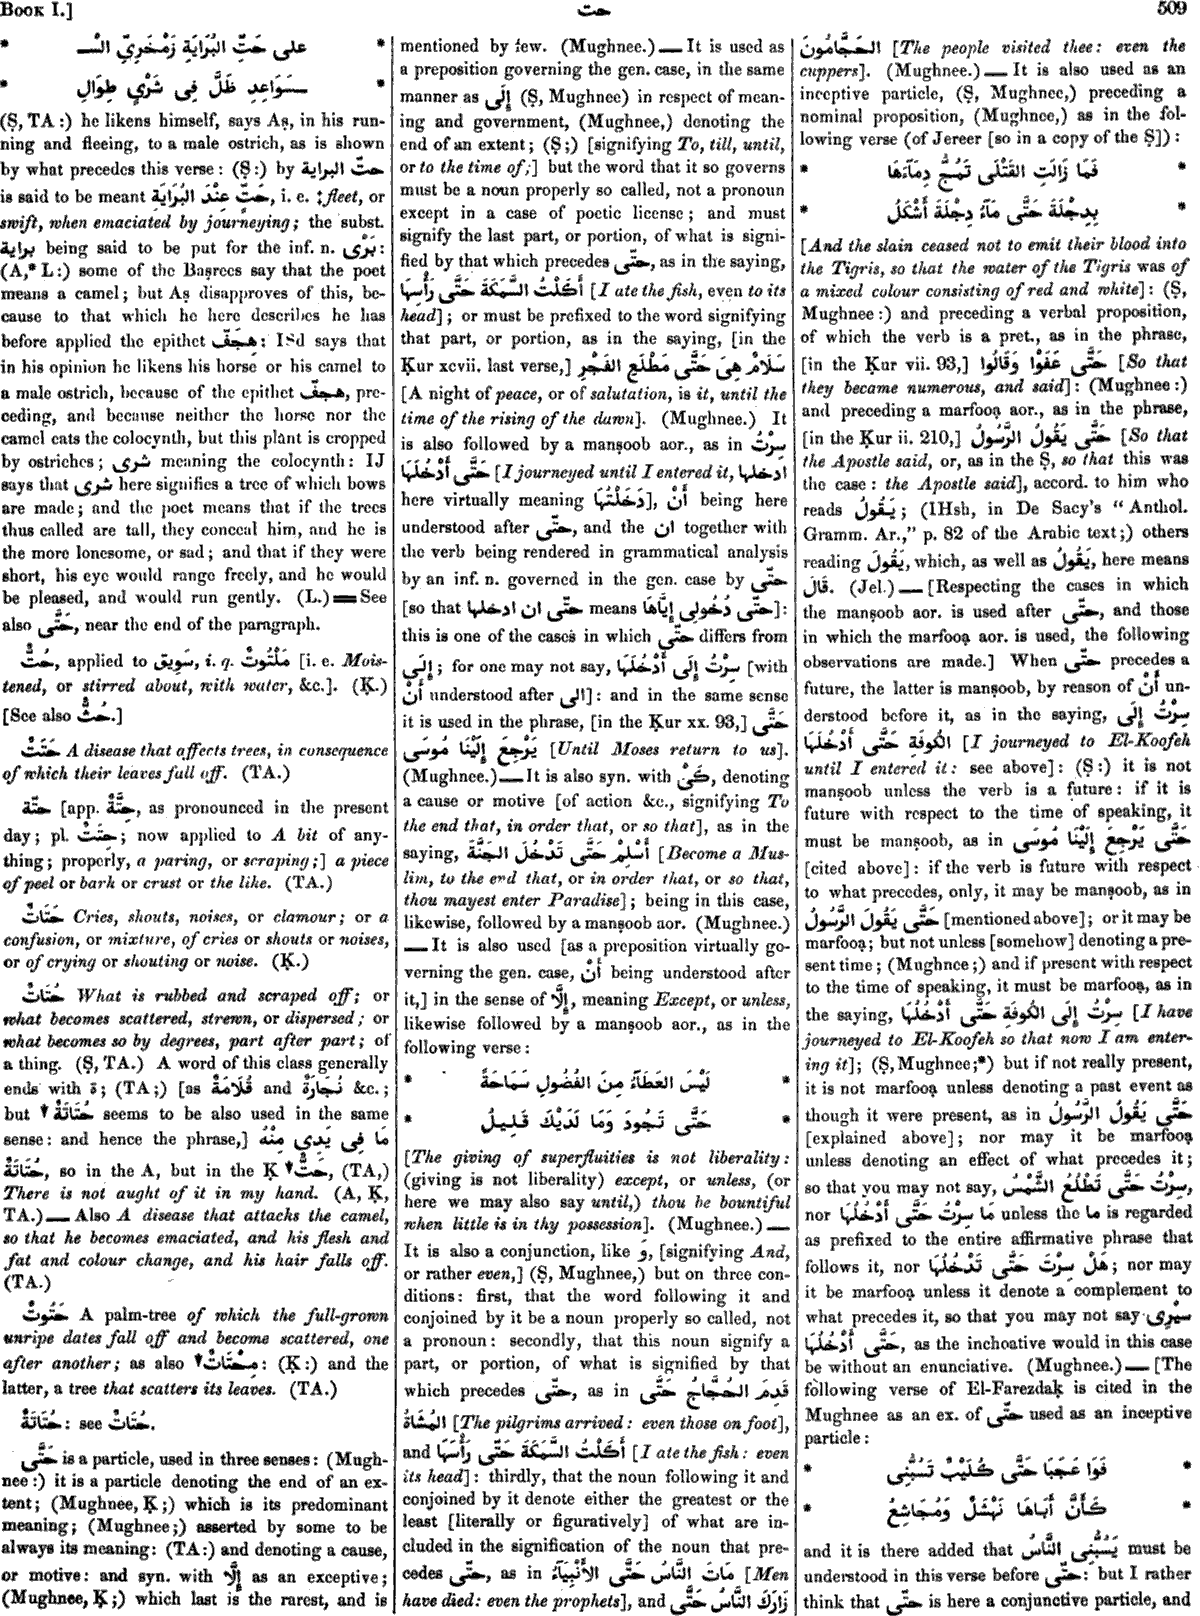 BOOK I.]
حت
509
* على حَتِّ البُرَايَةِ زَمْخَرِيِّ الـــ *
* ـسَوَاعِدِ ظَلَّ فِى شَرْيٍ طِوَالِ *
(Ṣ, TA:) he likens himself, says Aṣ, in his run-
ning and fleeing, to a male ostrich, as is shown
by what precedes this verse: (Ṣ:) by حتّ البراية
is said to be meant حَتّ عِنْدَ البُرَايَةِ, i. e. ‡ fleet, or
swift, when emaciated by journeying; the subst.
براية being said to be put for the inf. n. بَرْى:
(A,* L:) some of the Baṣrees say that the poet
means a camel; but Aṣ disapproves of this, be-
cause to that which he here describes he has
before applied the epithet هِجَفّ: ISd says that
in his opinion he likens his horse or his camel to
a male ostrich, because of the epithet هجفّ, pre-
ceding, and because neither the horse nor the
camel eats the colocynth, but this plant is cropped
by ostriches; شرى meaning the colocynth: IJ
says that شرى here signifies a tree of which bows
are made; and the poet means that if the trees
thus called are tall, they conceal him, and he is
the more lonesome, or sad; and that if they were
short, his eye would range freely, and he would
be pleased, and would run gently. (L.) ⩵ See
also حَتَّى, near the end of the paragraph.
حُتٌّ, applied to سَوِيق, i. q. مَلْتُوتٌ [i. e. Mois-
tened, or stirred about, with water, &c.]. (Ḳ.)
[See also حُثٌّ.]
حَتَتٌ A disease that affects trees, in consequence
of which their leaves fall off. (TA.)
حتّة [app. حِتَّةٌ, as pronounced in the present
day; pl. حِتَتٌ; now applied to A bit of any-
thing; properly, a paring, or scraping;] a piece
of peel or bark or crust or the like. (TA.)
حَتَاتٌ Cries, shouts, noises, or clamour; or a
confusion, or mixture, of cries or shouts or noises,
or of crying or shouting or noise. (Ḳ.)
حُتَاتٌ What is rubbed and scraped off; or
what becomes scattered, strewn, or dispersed; or
what becomes so by degrees, part after part; of
a thing. (Ṣ, TA.) A word of this class generally
ends with ة; (TA;) [as قُلَامَةٌ and نُجَارَةٌ &c.;
but ▼ حُتَاتَةٌ seems to be also used in the same
sense: and hence the phrase,] مَا فِى يَدِى مِنْهُ
حُتَاتَةٌ, so in the A, but in the Ḳ ▼ حَتٌّ, (TA,)
There is not aught of it in my hand. (A, Ḳ,
TA.) — Also A disease that attacks the camel,
so that he becomes emaciated, and his flesh and
fat and colour change, and his hair falls off.
(TA.)
حَتُوتٌ A palm-tree of which the full-grown
unripe dates fall off and become scattered, one
after another; as also ▼ مِحْتَاتٌ: (Ḳ:) and the
latter, a tree that scatters its leaves. (TA.)
حُتَاتَةٌ: see حُتَاتٌ.
حَتَّى is a particle, used in three senses: (Mugh-
nee:) it is a particle denoting the end of an ex-
tent; (Mughnee, Ḳ;) which is its predominant
meaning; (Mughnee;) asserted by some to be
always its meaning: (TA:) and denoting a cause,
or motive: and syn. with إِلَّا as an exceptive;
(Mughnee, Ḳ;) which last is the rarest, and is
mentioned by few. (Mughnee.) — It is used as
a preposition governing the gen. case, in the same
manner as إِلَى (Ṣ, Mughnee) in respect of mean-
ing and government, (Mughnee,) denoting the
end of an extent; (Ṣ;) [signifying To, till, until,
or to the time of;] but the word that it so governs
must be a noun properly so called, not a pronoun
except in a case of poetic license; and must
signify the last part, or portion, of what is signi-
fied by that which precedes حتّى, as in the saying,
أَكَلْتُ السَّمَكَةَ حَتَّى رَأْسِهَا [I ate the fish, even to its
head]; or must be prefixed to the word signifying
that part, or portion, as in the saying, [in the
Ḳur xcvii. last verse,] سَلَامٌ هِىَ حَتَّى مَطْلَعِ الفَجْرِ
[A night of peace, or of salutation, is it, until the
time of the rising of the dawn]. (Mughnee.) It
is also followed by a manṣoob aor., as in سِرْتُ
حَتَّى أَدْخُلَهَا [I journeyed until I entered it, ادخلها
here virtually meaning دَخَلْتُهَا], أَنْ being here
understood after حتّى, and the ان together with
the verb being rendered in grammatical analysis
by an inf. n. governed in the gen. case by حتّى
[so that حتّى ان ادخلها means حَتَّى دُخُولِى إِيَّاهَا]:
this is one of the cases in which حتّى differs from
إِلَى; for one may not say, سِرْتُ إِلَى أَدْخُلَهَا [with
أَنْ understood after الى]: and in the same sense
it is used in the phrase, [in the Ḳur xx. 93,] حَتَّى
يَرْجِعَ إِلَيْنَا مُوسَى [Until Moses return to us].
(Mughnee.) — It is also syn. with كَىْ, denoting
a cause or motive [of action &c., signifying To
the end that, in order that, or so that], as in the
saying, أَسْلِمْ حَتَّى تَدْخُلَ الجَنَّةَ [Become a Mus-
lim, to the end that, or in order that, or so that,
thou mayest enter Paradise]; being in this case,
likewise, followed by a manṣoob aor. (Mughnee.)
— It is also used [as a preposition virtually go-
verning the gen. case, أَنْ being understood after
it,] in the sense of إِلَّا, meaning Except, or unless,
likewise followed by a manṣoob aor., as in the
following verse:
* لَيْسَ العَطَآءُ مِنَ الفُضُولِ سَمَاحَةً *
* حَتَّى تَجُودَ وَمَا لَدَيْكَ قَلِيلُ *
[The giving of superfluities is not liberality:
(giving is not liberality) except, or unless, (or
here we may also say until,) thou be bountiful
when little is in thy possession]. (Mughnee.) —
It is also a conjunction, like وَ, [signifying And,
or rather even,] (Ṣ, Mughnee,) but on three con-
ditions: first, that the word following it and
conjoined by it be a noun properly so called, not
a pronoun: secondly, that this noun signify a
part, or portion, of what is signified by that
which precedes حتّى, as in قَدِمَ الحُجَّاجُ حَتَّى
المُشَاةُ [The pilgrims arrived: even those on foot],
and أَكَلْتُ السَّمَكَةَ حَتَّى رَأْسَهَا [I ate the fish: even
its head]: thirdly, that the noun following it and
conjoined by it denote either the greatest or the
least [literally or figuratively] of what are in-
cluded in the signification of the noun that pre-
cedes حتّى, as in مَاتَ النَّاسُ حَتَّى الأَنْبِيَآءُ [Men
have died: even the prophets], and زَارَكَ النَّاسُ حَتَّى
الحَجَّامُونَ [The people visited thee: even the
cuppers]. (Mughnee.) — It is also used as an
inceptive particle, (Ṣ, Mughnee,) preceding a
nominal proposition, (Mughnee,) as in the fol-
lowing verse (of Jereer [so in a copy of the Ṣ]):
* فَمَا زَالَتِ القَتْلَى تَمُجُّ دِمَآءَهَا *
* بِدِجْلَةَ حَتَّى مَآءُ دِجْلَةَ أَشْكَلُ *
[And the slain ceased not to emit their blood into
the Tigris, so that the water of the Tigris was of
a mixed colour consisting of red and white]: (Ṣ,
Mughnee:) and preceding a verbal proposition,
of which the verb is a pret., as in the phrase,
[in the Ḳur vii. 93,] حَتَّى عَفَوْا وَقَالُوا [So that
they became numerous, and said]: (Mughnee:)
and preceding a marfooạ aor., as in the phrase,
[in the Ḳur ii. 210,] حَتَّى يَقُولُ الرَّسُولُ [So that
the Apostle said, or, as in the Ṣ, so that this was
the case: the Apostle said], accord. to him who
reads يَقُولُ; (IHsh, in De Sacy's "Anthol.
Gramm. Ar.," p. 82 of the Arabic text;) others
reading يَقُولَ, which, as well as يَقُولُ, here means
قَالَ. (Jel.) — [Respecting the cases in which
the manṣoob aor. is used after حتّى, and those
in which the marfooạ aor. is used, the following
observations are made.] When حتّى precedes a
future, the latter is manṣoob, by reason of أَنْ un-
derstood before it, as in the saying, سِرْتُ إِلَى
الكُوفَةِ حَتَّى أَدْخُلَهَا [I journeyed to El-Koofeh
until I entered it: see above]: (Ṣ:) it is not
manṣoob unless the verb is a future: if it is
future with respect to the time of speaking, it
must be manṣoob, as in حَتَّى يَرْجِعَ إِلَيْنَا مُوسَى
[cited above]: if the verb is future with respect
to what precedes, only, it may be manṣoob, as in
حَتَّى يَقُولَ الرَّسُولُ [mentioned above]; or it may be
marfooạ; but not unless [somehow] denoting a pre-
sent time; (Mughnee;) and if present with respect
to the time of speaking, it must be marfooạ, as in
the saying, سِرْتُ إِلَى الكُوفَةِ حَتَّى أَدْخُلُهَا [I have
journeyed to El-Koofeh so that now I am enter-
ing it]; (Ṣ, Mughnee;*) but if not really present,
it is not marfooạ unless denoting a past event as
though it were present, as in حَتَّى يَقُولُ الرَّسُولُ
[explained above]; nor may it be marfooạ
unless denoting an effect of what precedes it;
so that you may not say, سِرْتُ حَتَّى تَطْلُعُ الشَّمْسُ,
nor مَا سِرْتُ حَتَّى أَدْخُلُهَا unless the ما is regarded
as prefixed to the entire affirmative phrase that
follows it, nor هَلْ سِرْتَ حَتَّى تَدْخُلُهَا; nor may
it be marfooạ unless it denote a complement to
what precedes it, so that you may not say سَيْرِى
حَتَّى أَدْخُلُهَا, as the inchoative would in this case
be without an enunciative. (Mughnee.) — [The
following verse of El-Farezdaḳ is cited in the
Mughnee as an ex. of حتّى used as an inceptive
particle:
* فَوَا عَجَبَا حَتَّى كُلَيْبٌ تَسُبُّنِى *
* كَأَنَّ أَبَاهَا نَهْشَلٌ وَمُجَاشِعُ *
and it is there added that يَسُبُّنِى النَّاسُ must be
understood in this verse before حتّى: but I rather
think that حتّى is here a conjunctive particle, and